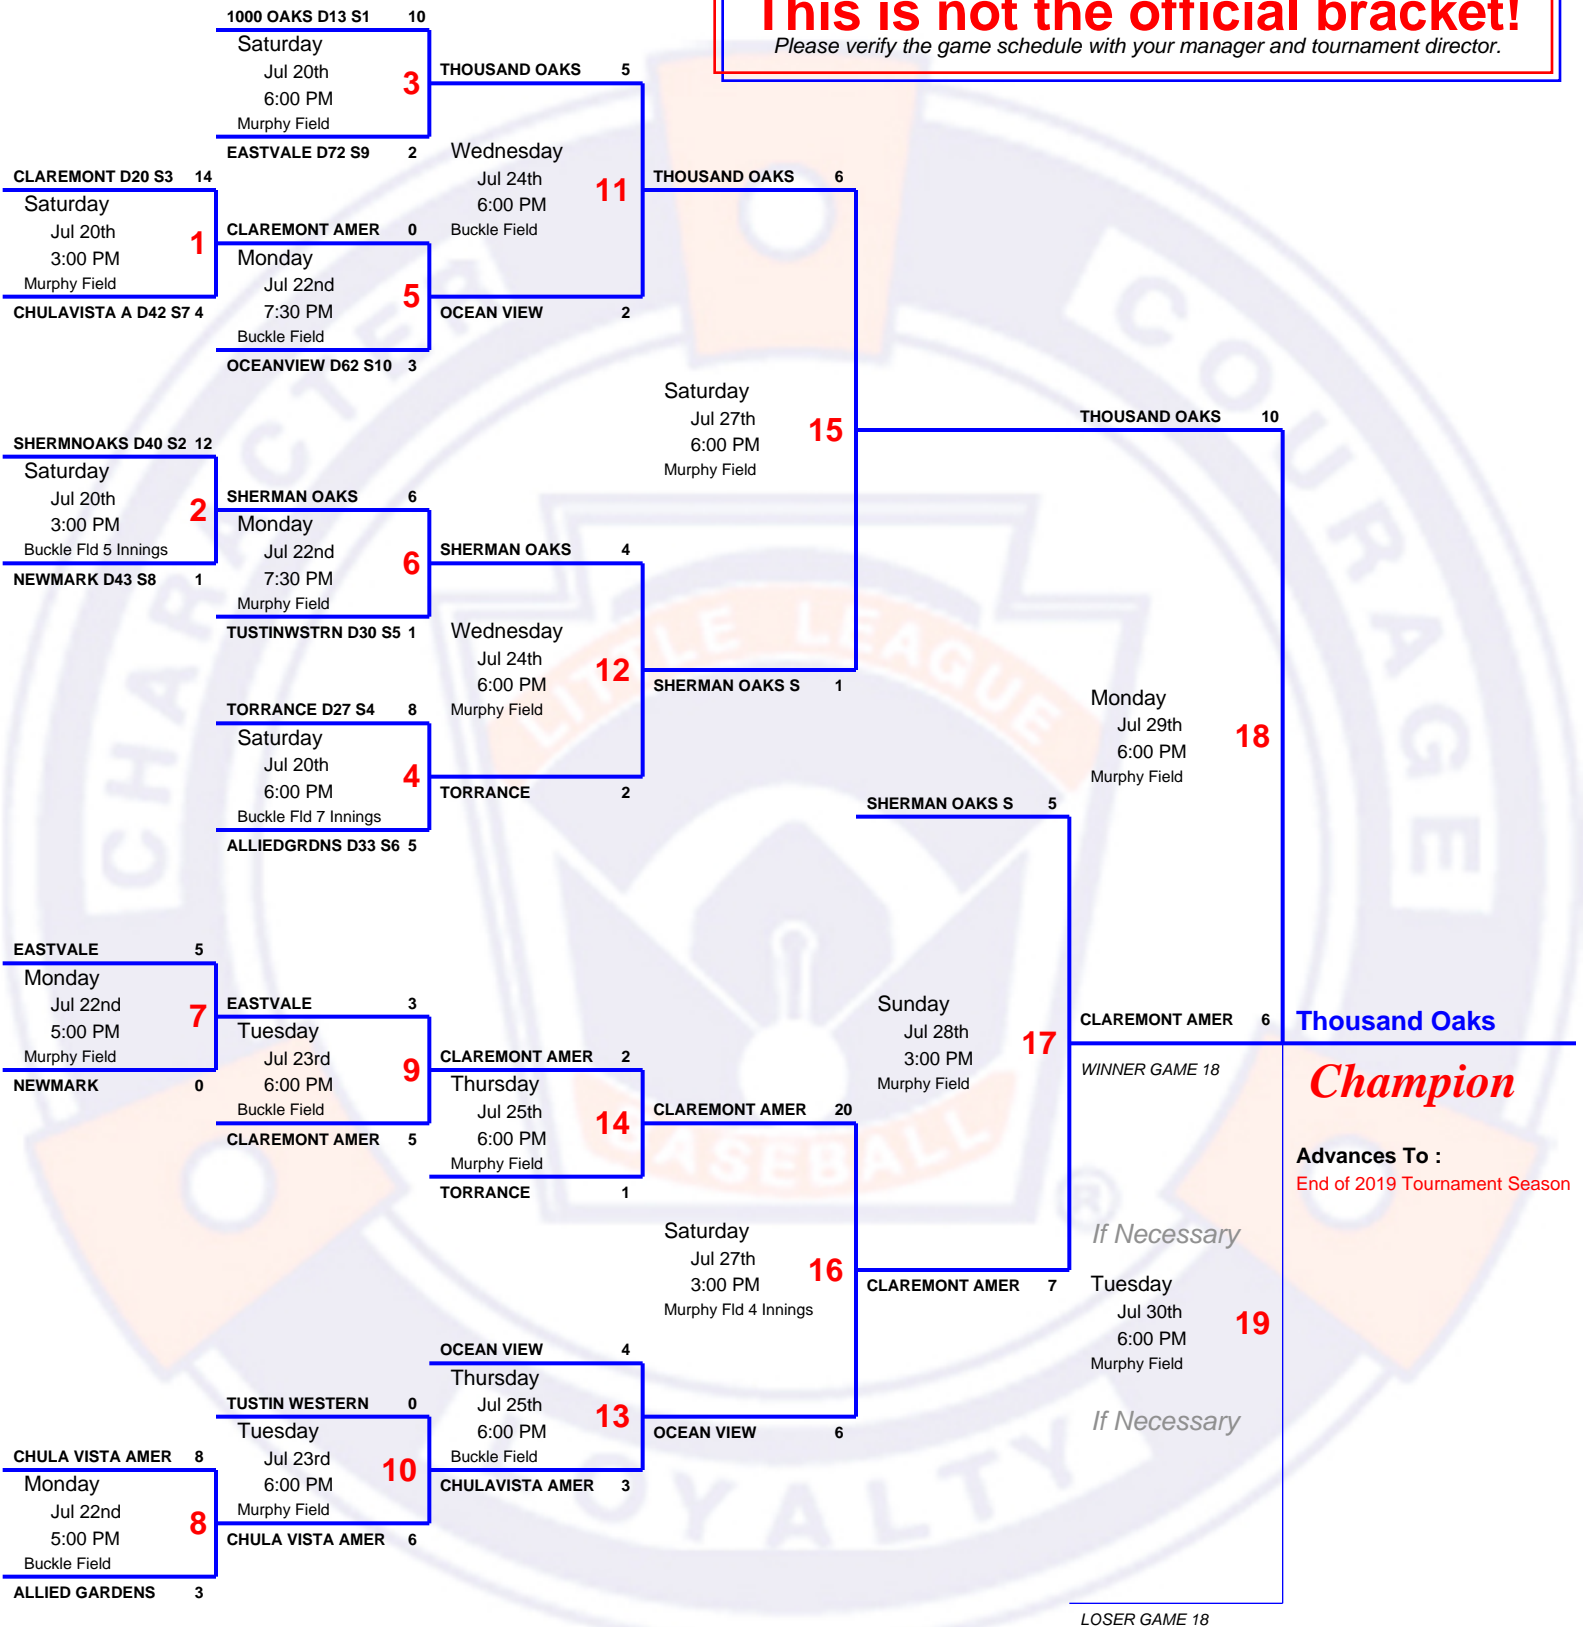 This is not the official bracket!
Please verify the game schedule with your manager and tournament director.
1000 OAKS D13 S1 10
Saturday
Jul 20th
6:00 PM
Murphy Field
3
EASTVALE D72 S9 2
THOUSAND OAKS 5
Wednesday
Jul 24th
6:00 PM
Buckle Field
11
CLAREMONT D20 S3 14
Saturday
Jul 20th
3:00 PM
Murphy Field
1
CHULAVISTA A D42 S7 4
CLAREMONT AMER 0
Monday
Jul 22nd
7:30 PM
Buckle Field
5
OCEANVIEW D62 S10 3
OCEAN VIEW 2
THOUSAND OAKS 6
Saturday
Jul 27th
6:00 PM
Murphy Field
15
THOUSAND OAKS 10
SHERMNOAKS D40 S2 12
Saturday
Jul 20th
3:00 PM
Buckle Fld 5 Innings
2
NEWMARK D43 S8 1
SHERMAN OAKS 6
Monday
Jul 22nd
7:30 PM
Murphy Field
6
TUSTINWSTRN D30 S5 1
SHERMAN OAKS 4
Wednesday
Jul 24th
6:00 PM
Murphy Field
12
SHERMAN OAKS S 1
TORRANCE D27 S4 8
Saturday
Jul 20th
6:00 PM
Buckle Fld 7 Innings
4
ALLIEDGRDNS D33 S6 5
TORRANCE 2
Monday
Jul 29th
6:00 PM
Murphy Field
18
SHERMAN OAKS S 5
Sunday
Jul 28th
3:00 PM
Murphy Field
17
EASTVALE 5
Monday
Jul 22nd
5:00 PM
Murphy Field
7
NEWMARK 0
EASTVALE 3
Tuesday
Jul 23rd
6:00 PM
Buckle Field
9
CLAREMONT AMER 5
CLAREMONT AMER 2
Thursday
Jul 25th
6:00 PM
Murphy Field
14
TORRANCE 1
CLAREMONT AMER 20
Saturday
Jul 27th
3:00 PM
Murphy Fld 4 Innings
16
CLAREMONT AMER 7
CLAREMONT AMER 6
WINNER GAME 18
Thousand Oaks
Champion
Advances To :
End of 2019 Tournament Season
If Necessary
Tuesday
Jul 30th
6:00 PM
Murphy Field
19
If Necessary
OCEAN VIEW 4
Thursday
Jul 25th
6:00 PM
Buckle Field
13
CHULAVISTA AMER 3
OCEAN VIEW 6
TUSTIN WESTERN 0
Tuesday
Jul 23rd
6:00 PM
Murphy Field
10
CHULA VISTA AMER 6
CHULA VISTA AMER 8
Monday
Jul 22nd
5:00 PM
Buckle Field
8
ALLIED GARDENS 3
LOSER GAME 18
CHARACTER
COURAGE
LOYALTY
LITTLE LEAGUE
BASEBALL
®